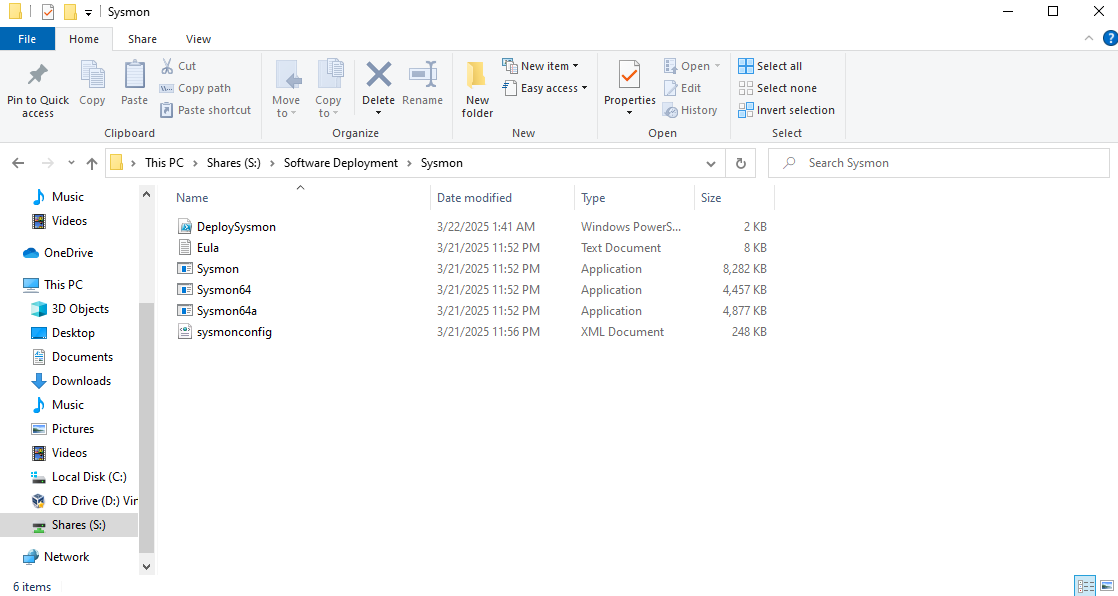 Sysmon
File Home Share View
Pin to Quick access
Copy
Paste
Cut
Copy path
Paste shortcut
Clipboard
Move to
Copy to
Delete
Rename
Organize
New folder
New item
Easy access
New
Properties
Open
Edit
History
Open
Select all
Select none
Invert selection
Select
This PC Shares (S:) Software Deployment Sysmon
Search Sysmon
Music
Videos
OneDrive
This PC
3D Objects
Desktop
Documents
Downloads
Music
Pictures
Videos
Local Disk (C:)
CD Drive (D:) Vir
Shares (S:)
Network
Name Date modified Type Size
DeploySysmon 3/22/2025 1:41 AM Windows PowerS... 2 KB
Eula 3/21/2025 11:52 PM Text Document 8 KB
Sysmon 3/21/2025 11:52 PM Application 8,282 KB
Sysmon64 3/21/2025 11:52 PM Application 4,457 KB
Sysmon64a 3/21/2025 11:52 PM Application 4,877 KB
sysmonconfig 3/21/2025 11:56 PM XML Document 248 KB
6 items